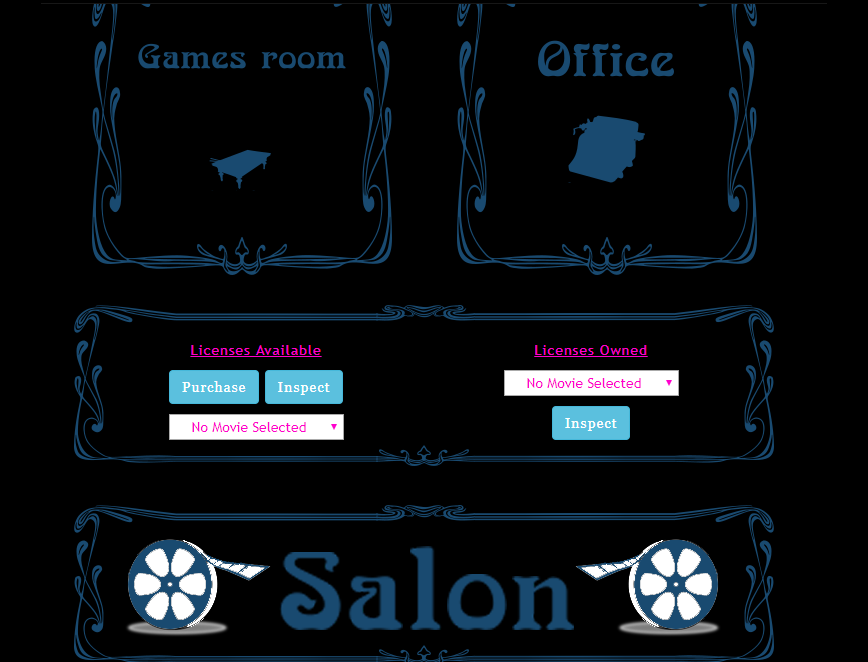 Games room
Office
Licenses Available
Licenses Owned
Purchase
Inspect
No Movie Selected
No Movie Selected
Inspect
Salon